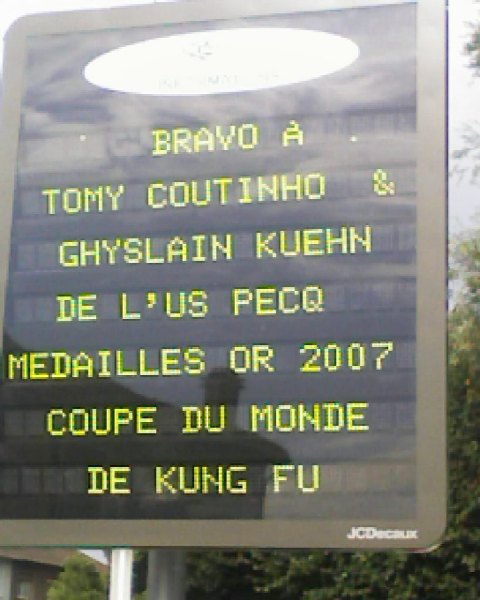 BRAVO A
TOMY COUTINHO &
GHYSLAIN KUEHN
DE L'US PECQ
MEDAILLES OR 2007
COUPE DU MONDE
DE KUNG FU
JCDecaux